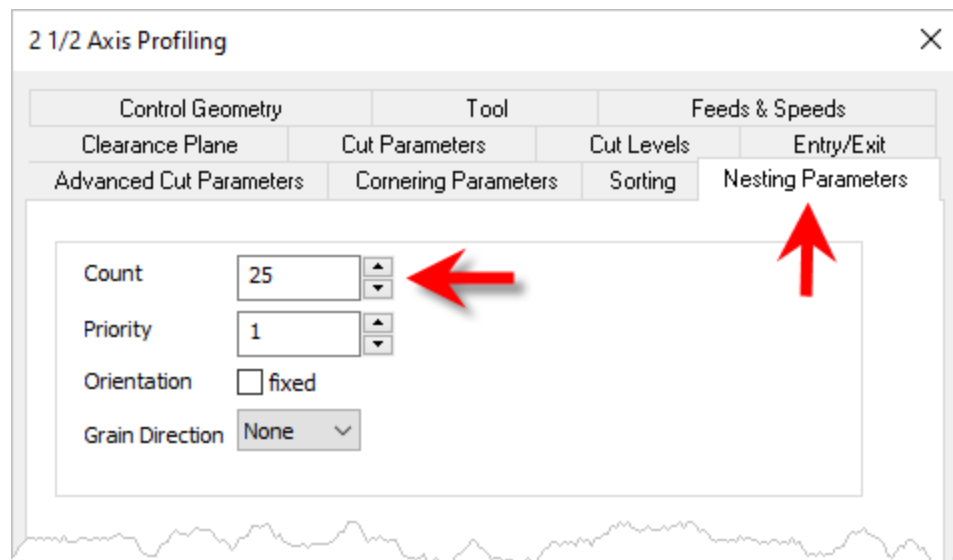 2 1/2 Axis Profiling
Control Geometry Tool Feeds & Speeds
Clearance Plane Cut Parameters Cut Levels Entry/Exit
Advanced Cut Parameters Cornering Parameters Sorting Nesting Parameters
Count 25
Priority 1
Orientation fixed
Grain Direction None